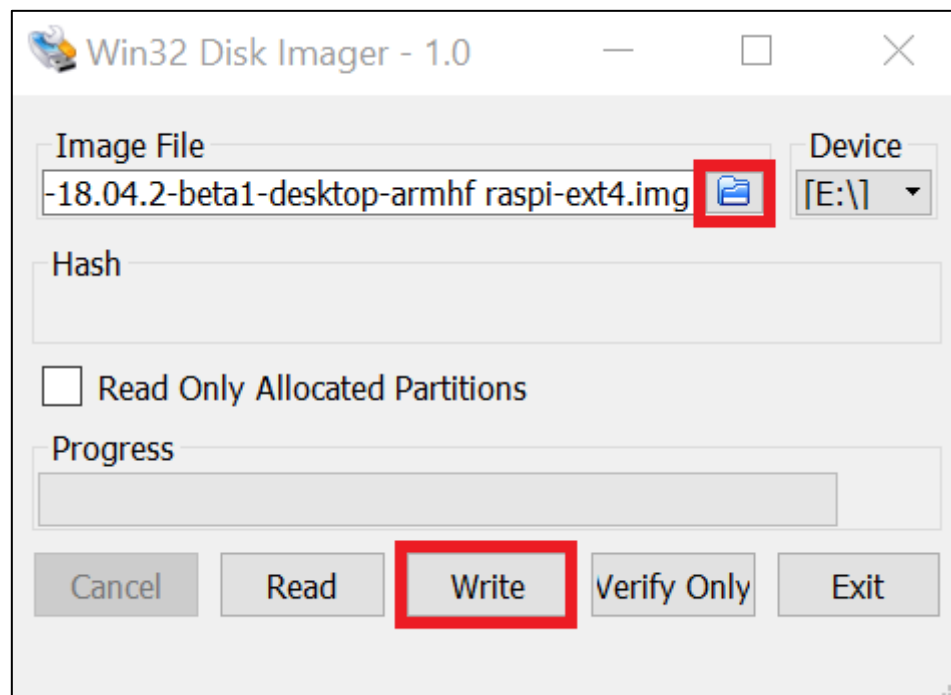 Win32 Disk Imager - 1.0
Image File
Device
-18.04.2-beta1-desktop-armhf raspi-ext4.img
[E:\]
Hash
Read Only Allocated Partitions
Progress
Cancel Read Write Verify Only Exit